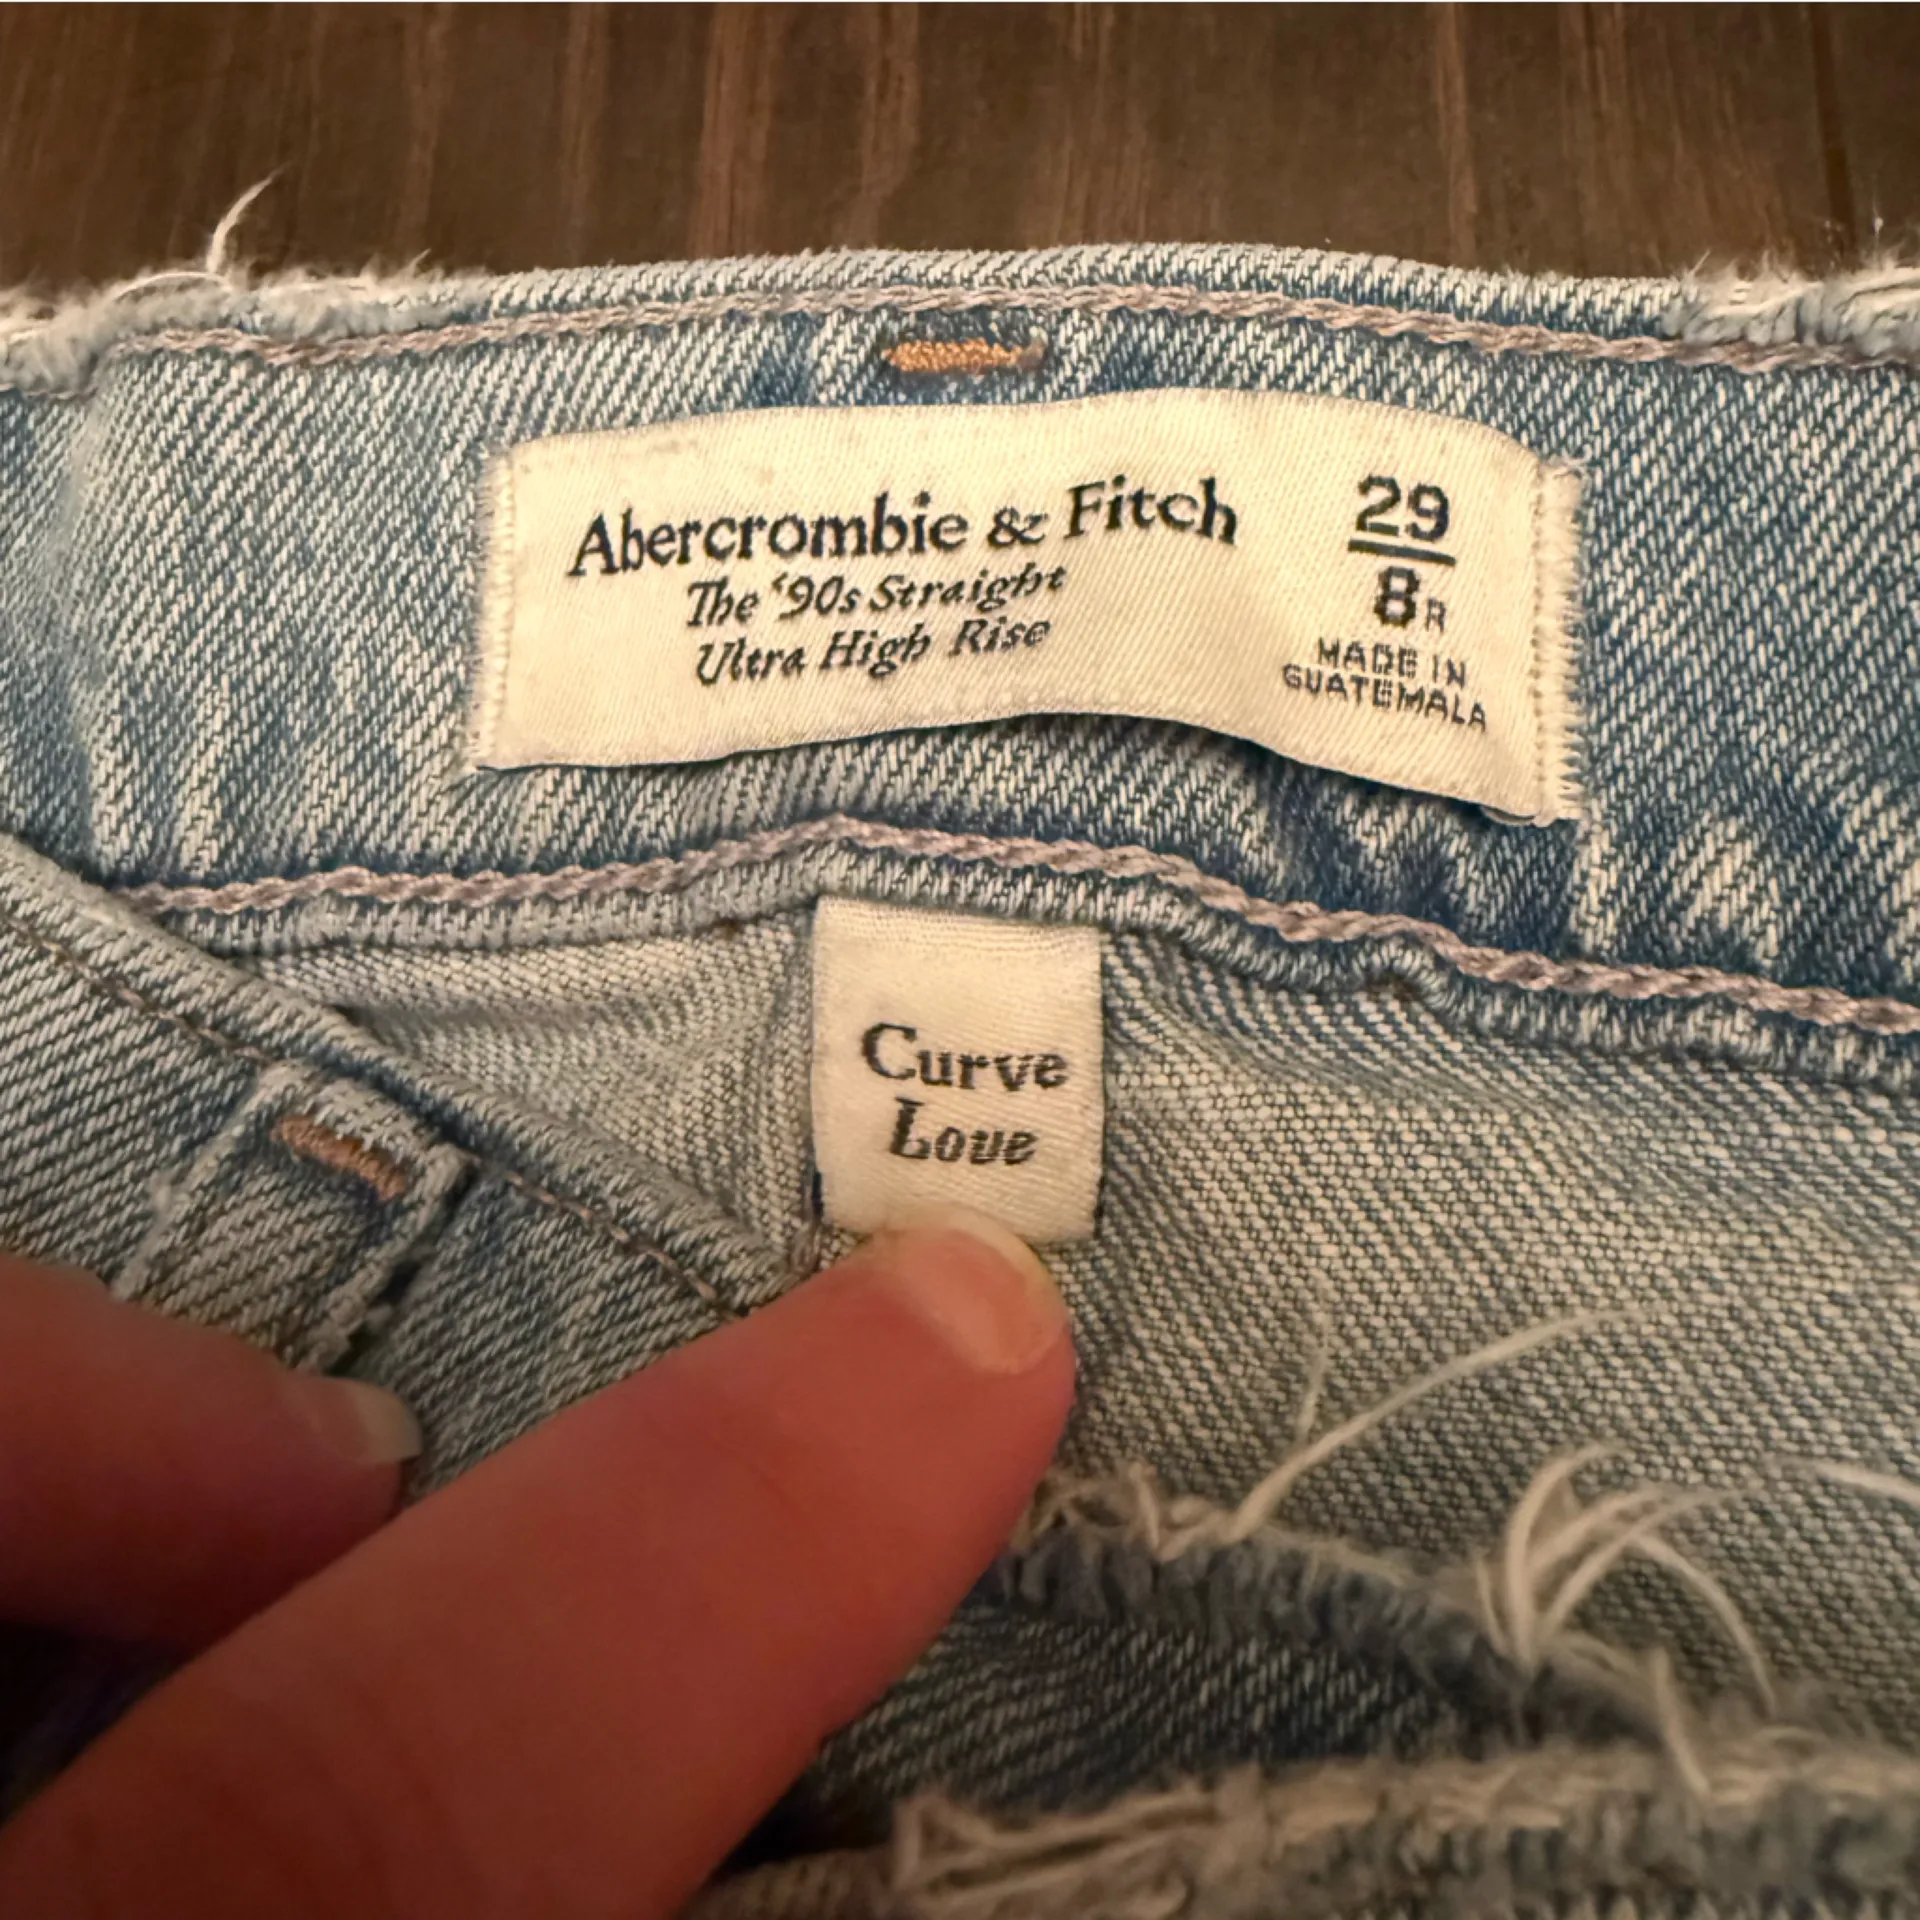 Abercrombie & Fitch
The '90s Straight
Ultra High Rise
29
8R
MADE IN
GUATEMALA
Curve
Love